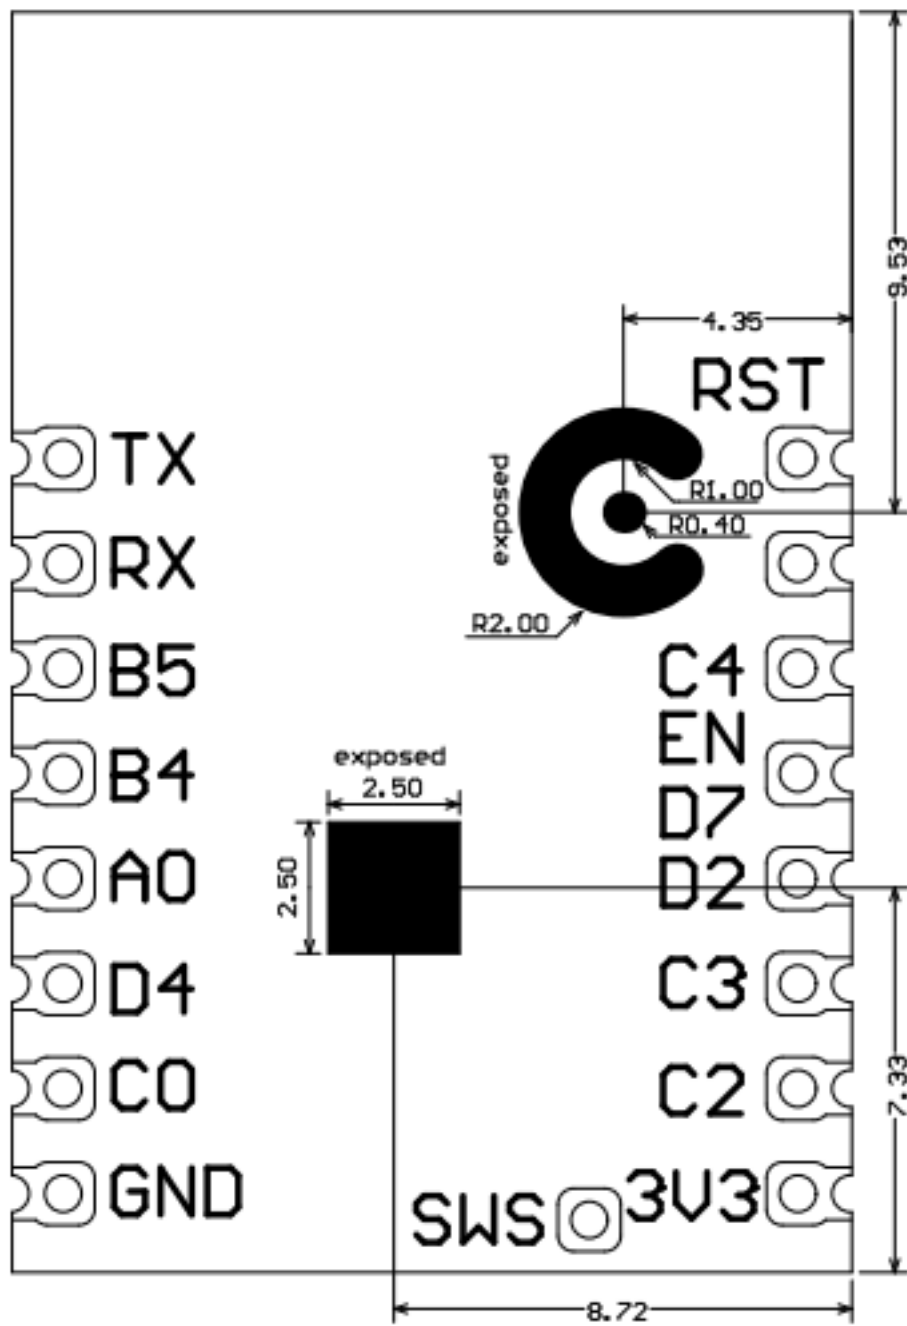 9.53
4.35
RST
TX
exposed
R1.00
R0.40
RX
R2.00
B5
C4
EN
exposed
2.50
B4
D7
2.50
A0
D2
D4
C3
C0
C2
7.33
GND
SWS
3V3
8.72